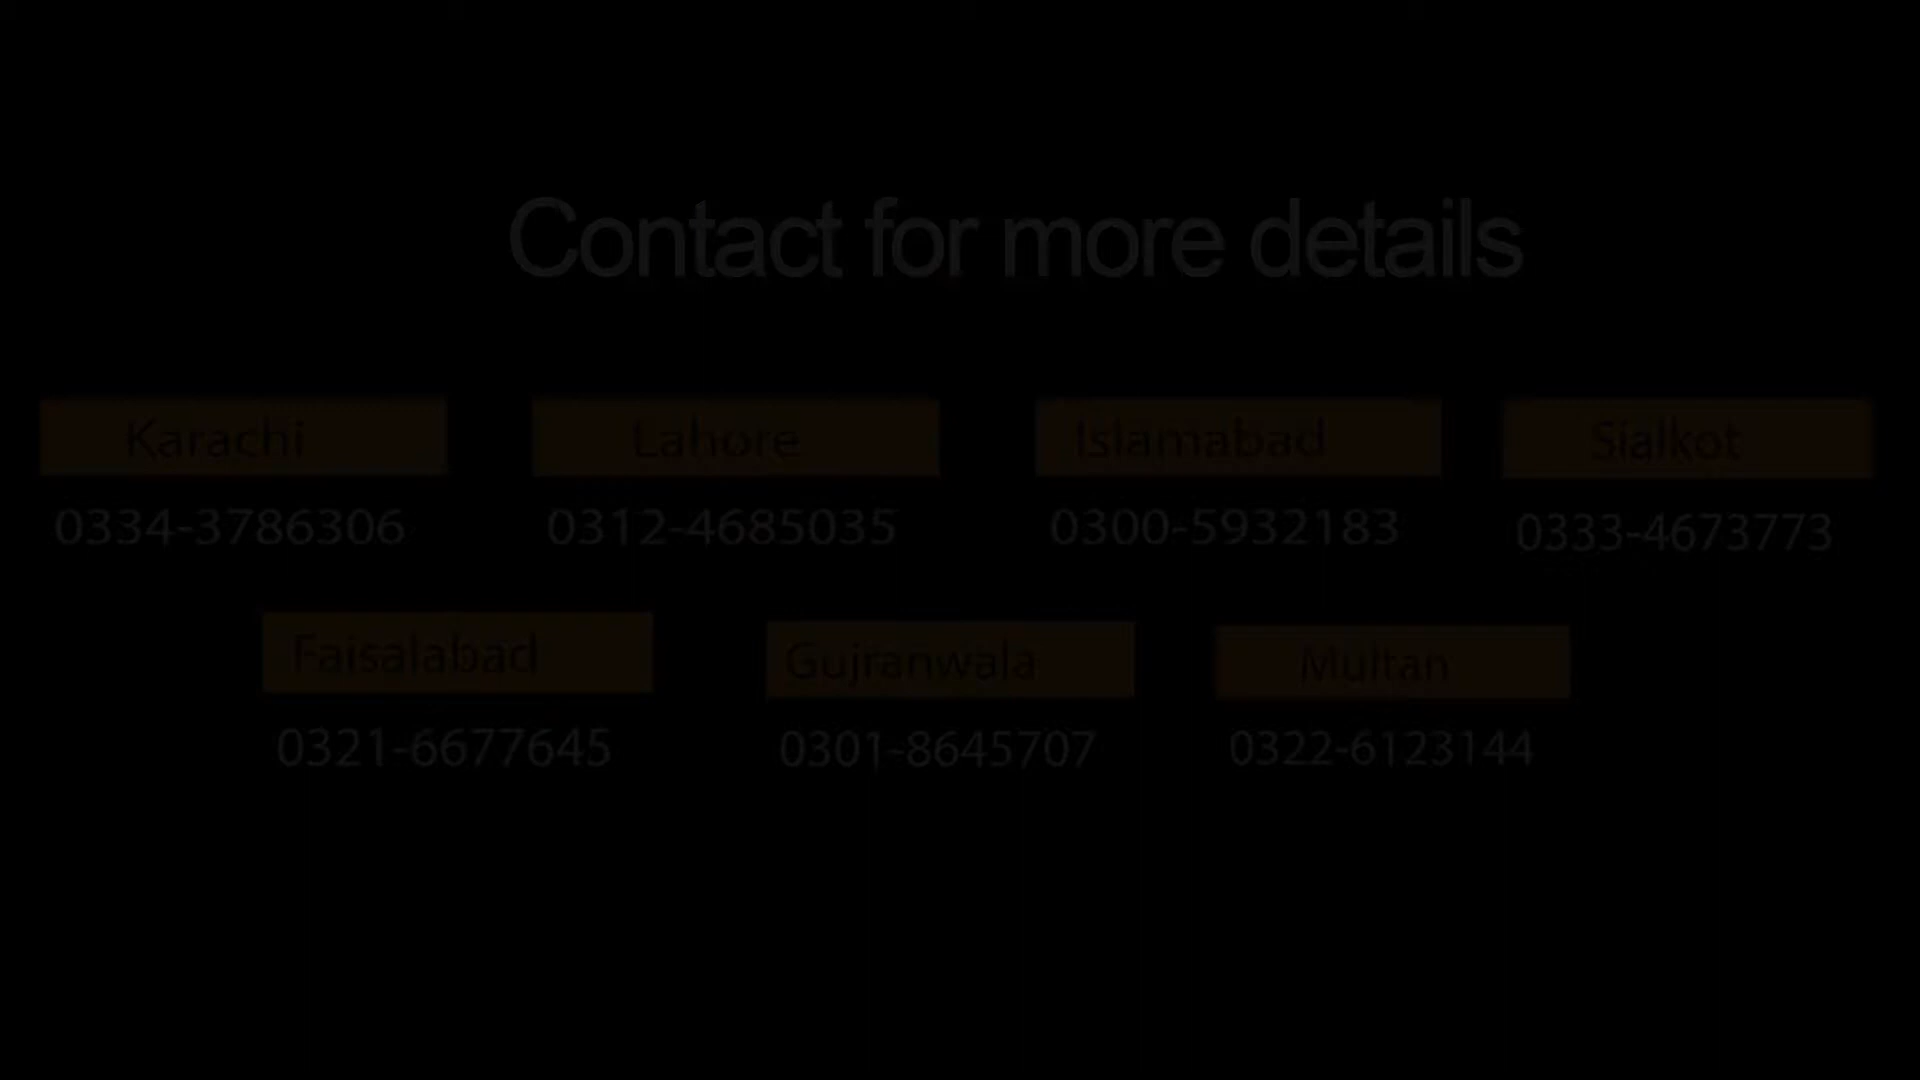 Contact for more details
Karachi Lahore Islamabad Sialkot
0334-3786306 0312-4685035 0300-5932183 0333-4673773
Faisalabad Gujranwala Multan
0321-6677645 0301-8645707 0322-6123144